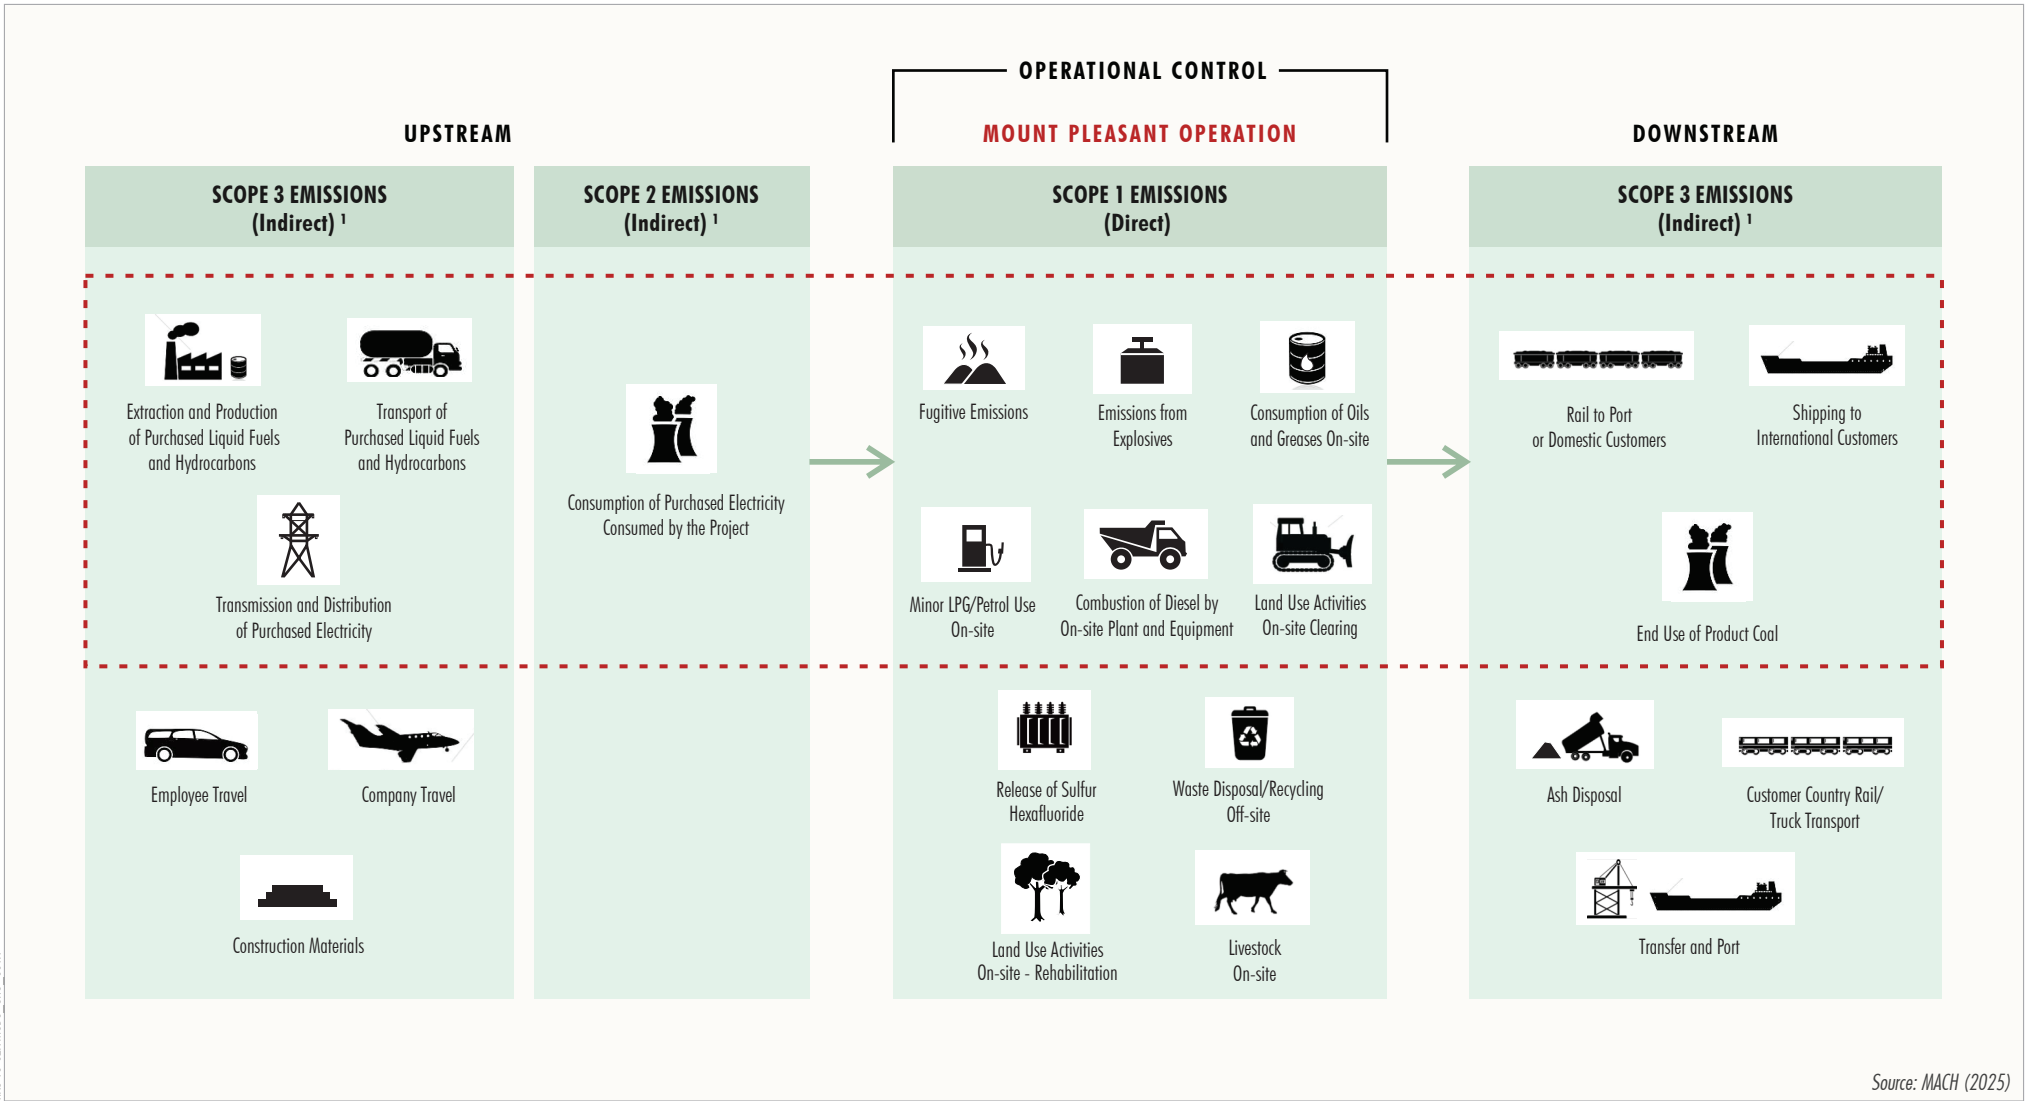 OPERATIONAL CONTROL
UPSTREAM
MOUNT PLEASANT OPERATION
DOWNSTREAM
SCOPE 3 EMISSIONS
(Indirect) ¹
SCOPE 2 EMISSIONS
(Indirect) ¹
SCOPE 1 EMISSIONS
(Direct)
SCOPE 3 EMISSIONS
(Indirect) ¹
Extraction and Production
of Purchased Liquid Fuels
and Hydrocarbons
Transport of
Purchased Liquid Fuels
and Hydrocarbons
Transmission and Distribution
of Purchased Electricity
Employee Travel
Company Travel
Construction Materials
Consumption of Purchased Electricity
Consumed by the Project
Fugitive Emissions
Emissions from
Explosives
Consumption of Oils
and Greases On-site
Minor LPG/Petrol Use
On-site
Combustion of Diesel by
On-site Plant and Equipment
Land Use Activities
On-site Clearing
Release of Sulfur
Hexafluoride
Waste Disposal/Recycling
Off-site
Land Use Activities
On-site - Rehabilitation
Livestock
On-site
Rail to Port
or Domestic Customers
Shipping to
International Customers
End Use of Product Coal
Ash Disposal
Customer Country Rail/
Truck Transport
Transfer and Port
Source: MACH (2025)